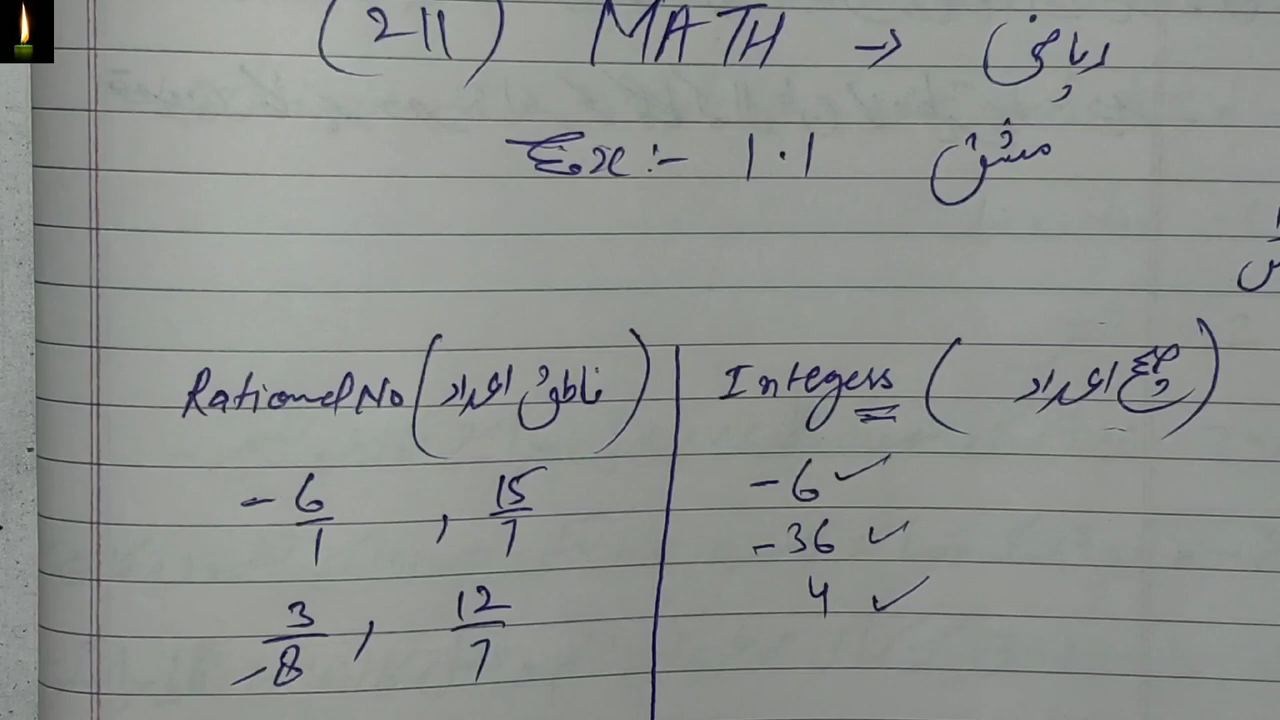 (211) MATH → ریاضی
Ex:- 1.1 مشق
Rational No (ناطق اعداد) | Integers (صحیح اعداد)
-6/1 , 15/7 | -6 ✓
-36 ✓
3/-8 , 12/7 | 4 ✓